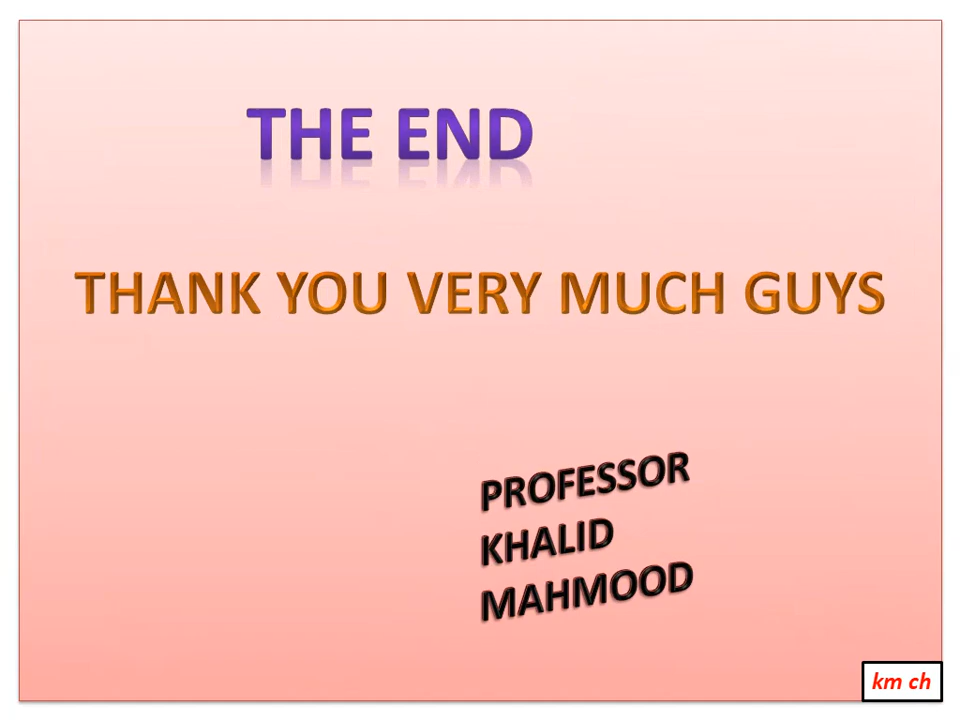 THE END
THANK YOU VERY MUCH GUYS
PROFESSOR
KHALID
MAHMOOD
km ch